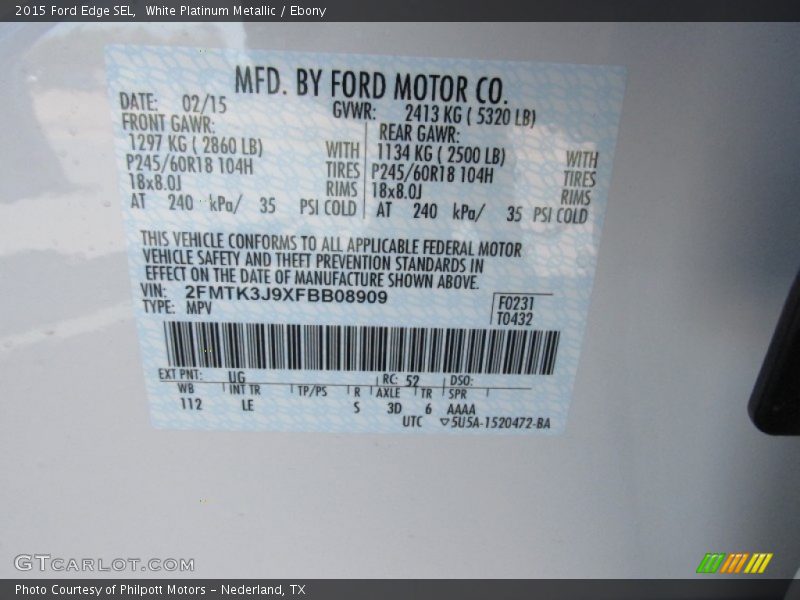 2015 Ford Edge SEL, White Platinum Metallic / Ebony
MFD. BY FORD MOTOR CO.
DATE: 02/15 GVWR: 2413 KG ( 5320 LB)
FRONT GAWR: REAR GAWR:
1297 KG ( 2860 LB) WITH 1134 KG ( 2500 LB) WITH
P245/60R18 104H TIRES P245/60R18 104H TIRES
18x8.0J RIMS 18x8.0J RIMS
AT 240 kPa/ 35 PSI COLD AT 240 kPa/ 35 PSI COLD
THIS VEHICLE CONFORMS TO ALL APPLICABLE FEDERAL MOTOR
VEHICLE SAFETY AND THEFT PREVENTION STANDARDS IN
EFFECT ON THE DATE OF MANUFACTURE SHOWN ABOVE.
VIN: 2FMTK3J9XFBB08909 F0231
TYPE: MPV T0432
EXT PNT: UG RC: 52 DSO:
WB INT TR TP/PS R AXLE TR SPR
112 LE S 3D 6 AAAA
UTC ▽5U5A-1520472-BA
GTCARLOT.COM
Photo Courtesy of Philpott Motors - Nederland, TX